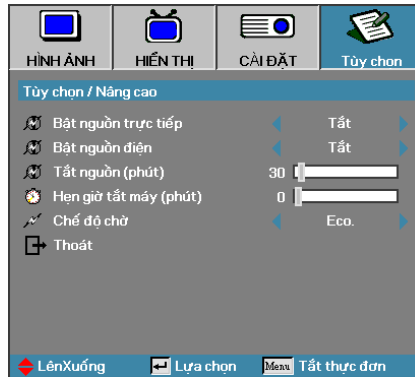 HÌNH ẢNH HIỂN THỊ CÀI ĐẶT Tùy chọn
Tùy chọn / Nâng cao
Bật nguồn trực tiếp Tắt
Bật nguồn điện Tắt
Tắt nguồn (phút) 30
Hẹn giờ tắt máy (phút) 0
Chế độ chờ Eco.
Thoát
LênXuống Lựa chọn Menu Tắt thực đơn